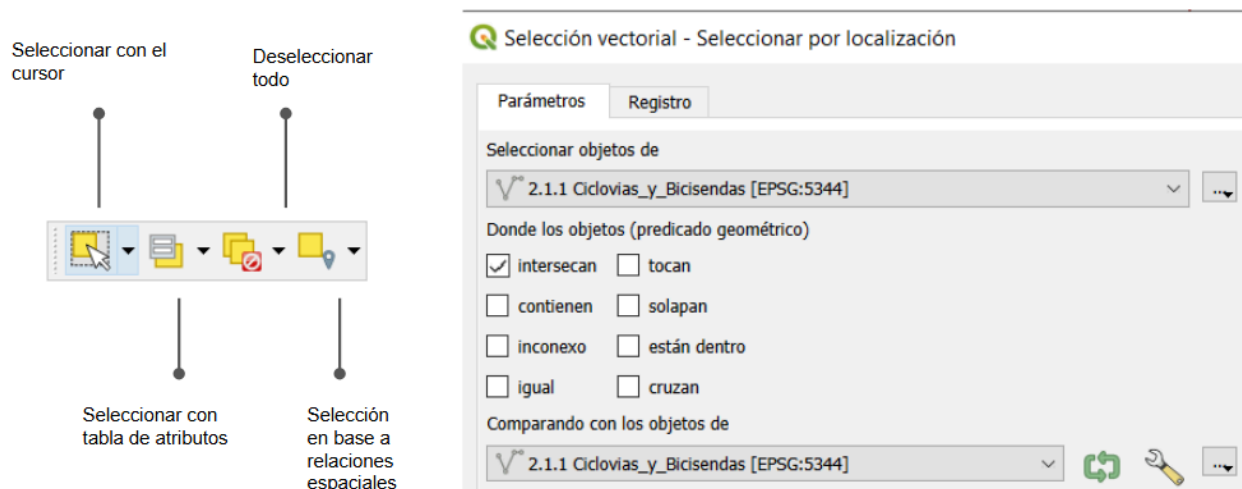 Seleccionar con el
cursor
Deseleccionar
todo
Seleccionar con
tabla de atributos
Selección
en base a
relaciones
espaciales
Selección vectorial - Seleccionar por localización
Parámetros
Registro
Seleccionar objetos de
2.1.1 Ciclovias_y_Bicisendas [EPSG:5344]
...
Donde los objetos (predicado geométrico)
intersecan
tocan
contienen
solapan
inconexo
están dentro
igual
cruzan
Comparando con los objetos de
2.1.1 Ciclovias_y_Bicisendas [EPSG:5344]
...